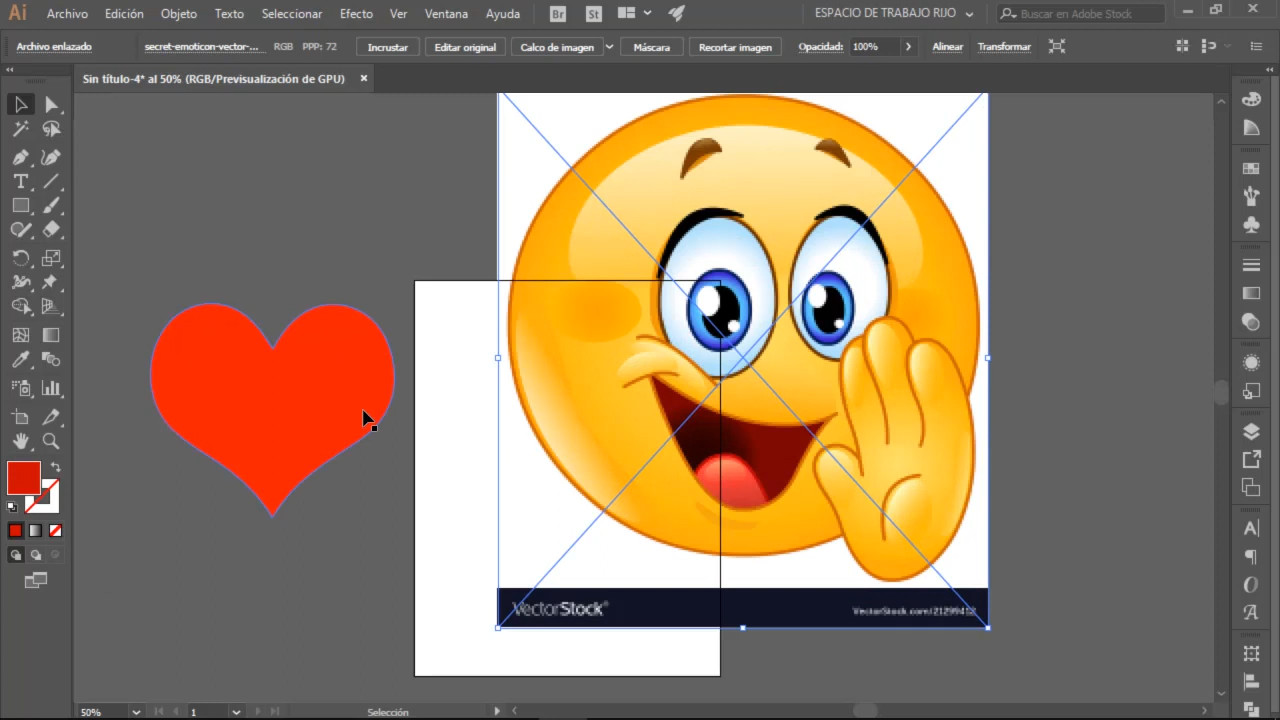 Ai Archivo Edición Objeto Texto Seleccionar Efecto Ver Ventana Ayuda Br St ESPACIO DE TRABAJO RIJO Buscar en Adobe Stock
Archivo enlazado secret-emoticon-vector-... RGB PPP: 72 Incrustar Editar original Calco de imagen Máscara Recortar imagen Opacidad: 100% Alinear Transformar
Sin título-4* al 50% (RGB/Previsualización de GPU)
VectorStock® VectorStock.com/21299412
50% 1 Selección